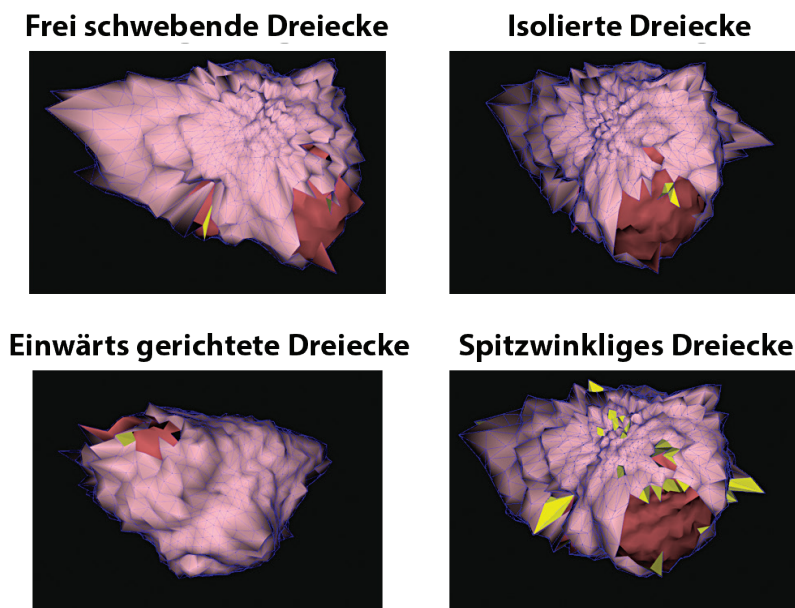 Frei schwebende Dreiecke
Isolierte Dreiecke
Einwärts gerichtete Dreiecke
Spitzwinkliges Dreiecke